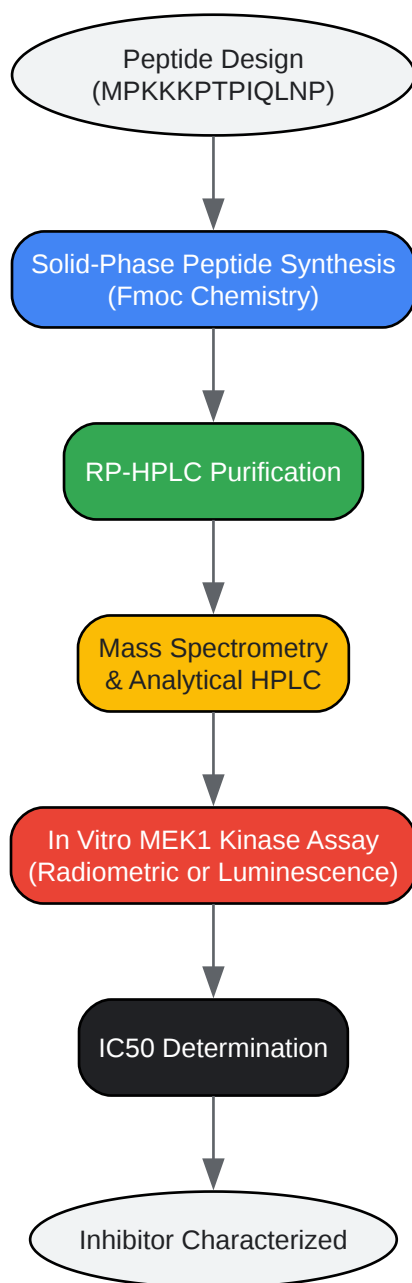 Peptide Design
(MPKKKPTPIQLNP)
Solid-Phase Peptide Synthesis
(Fmoc Chemistry)
RP-HPLC Purification
Mass Spectrometry
& Analytical HPLC
In Vitro MEK1 Kinase Assay
(Radiometric or Luminescence)
IC50 Determination
Inhibitor Characterized